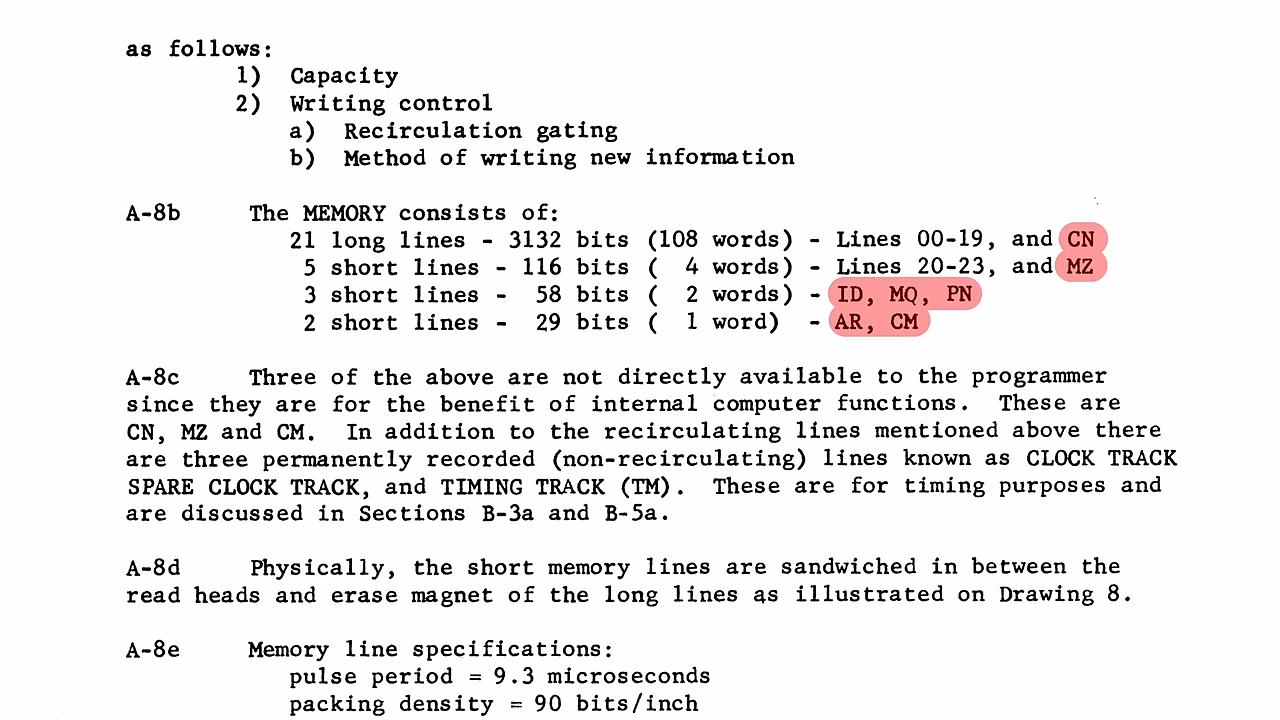 as follows:
1) Capacity
2) Writing control
a) Recirculation gating
b) Method of writing new information
A-8b The MEMORY consists of:
21 long lines - 3132 bits (108 words) - Lines 00-19, and CN
5 short lines - 116 bits ( 4 words) - Lines 20-23, and MZ
3 short lines - 58 bits ( 2 words) - ID, MQ, PN
2 short lines - 29 bits ( 1 word) - AR, CM
A-8c Three of the above are not directly available to the programmer
since they are for the benefit of internal computer functions. These are
CN, MZ and CM. In addition to the recirculating lines mentioned above there
are three permanently recorded (non-recirculating) lines known as CLOCK TRACK
SPARE CLOCK TRACK, and TIMING TRACK (TM). These are for timing purposes and
are discussed in Sections B-3a and B-5a.
A-8d Physically, the short memory lines are sandwiched in between the
read heads and erase magnet of the long lines as illustrated on Drawing 8.
A-8e Memory line specifications:
pulse period = 9.3 microseconds
packing density = 90 bits/inch